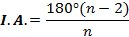 I.A. = 180°(n − 2) / n